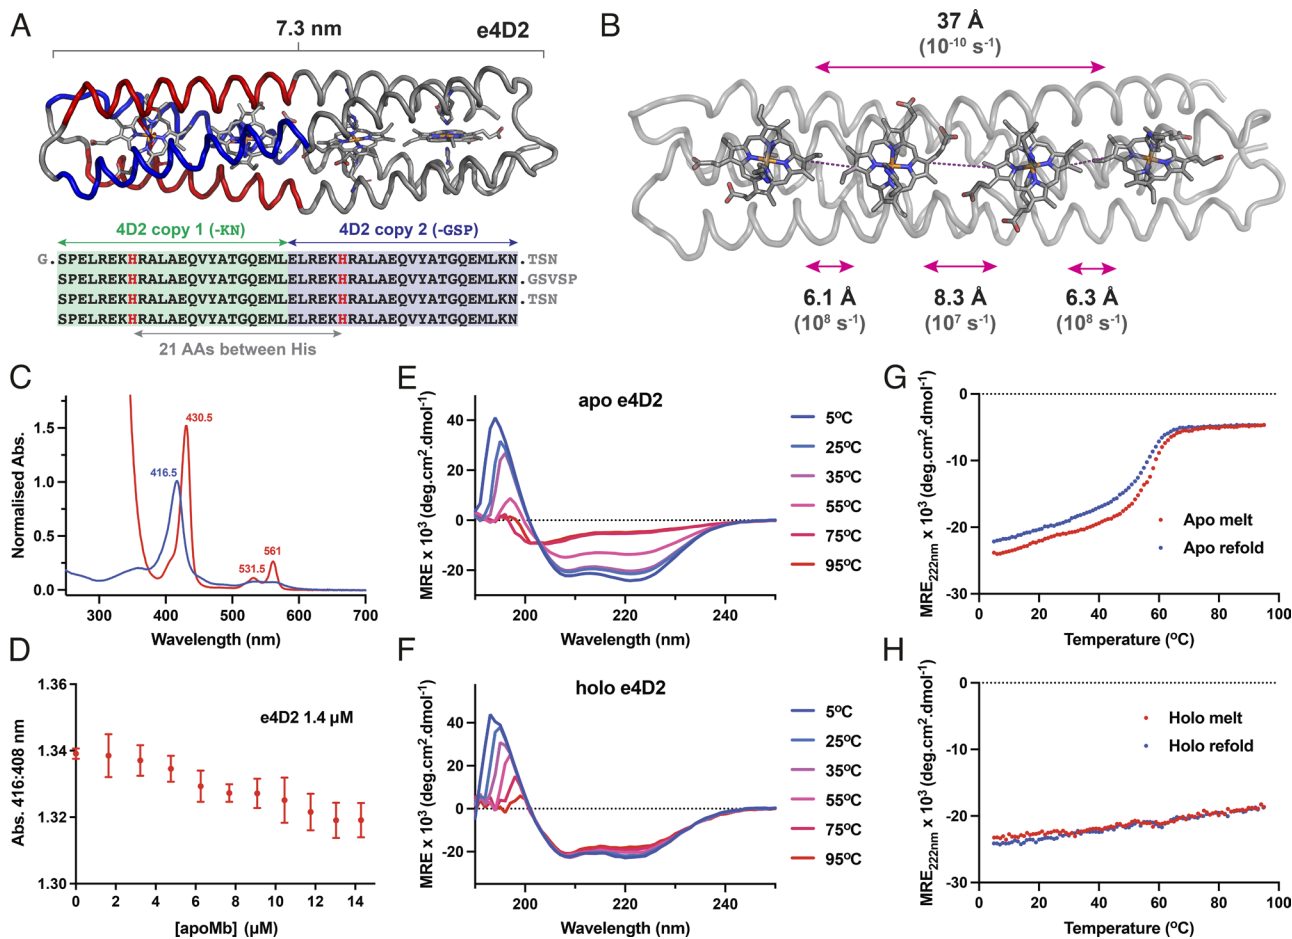 A
7.3 nm
e4D2
4D2 copy 1 (-KN)
4D2 copy 2 (-GSP)
G.SPELREKHRALAEQVYATGQEMLELREKHRALAEQVYATGQEMLKN.TSN
SPELREKHRALAEQVYATGQEMLELREKHRALAEQVYATGQEMLKN.GSVSP
SPELREKHRALAEQVYATGQEMLELREKHRALAEQVYATGQEMLKN.TSN
SPELREKHRALAEQVYATGQEMLELREKHRALAEQVYATGQEMLKN
21 AAs between His
B
37 Å
(10⁻¹⁰ s⁻¹)
6.1 Å
(10⁸ s⁻¹)
8.3 Å
(10⁷ s⁻¹)
6.3 Å
(10⁸ s⁻¹)
C
Normalised Abs.
1.5
1.0
0.5
0.0
430.5
416.5
531.5
561
300
400
500
600
700
Wavelength (nm)
D
Abs. 416:408 nm
1.36
1.34
1.32
1.30
e4D2 1.4 µM
0
2
4
6
8
10
12
14
[apoMb] (µM)
E
apo e4D2
MRE x 10³ (deg.cm².dmol⁻¹)
40
20
0
-20
200
220
240
Wavelength (nm)
5ºC
25ºC
35ºC
55ºC
75ºC
95ºC
F
holo e4D2
MRE x 10³ (deg.cm².dmol⁻¹)
40
20
0
-20
200
220
240
Wavelength (nm)
5ºC
25ºC
35ºC
55ºC
75ºC
95ºC
G
MRE₂₂₂ₙₘ x 10³ (deg.cm².dmol⁻¹)
0
-10
-20
-30
Apo melt
Apo refold
0
20
40
60
80
100
Temperature (ºC)
H
MRE₂₂₂ₙₘ x 10³ (deg.cm².dmol⁻¹)
0
-10
-20
-30
Holo melt
Holo refold
0
20
40
60
80
100
Temperature (ºC)